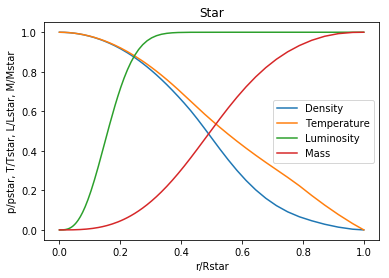 Star
p/pstar, T/Tstar, L/Lstar, M/Mstar
1.0
0.8
0.6
0.4
0.2
0.0
Density
Temperature
Luminosity
Mass
0.0 0.2 0.4 0.6 0.8 1.0
r/Rstar